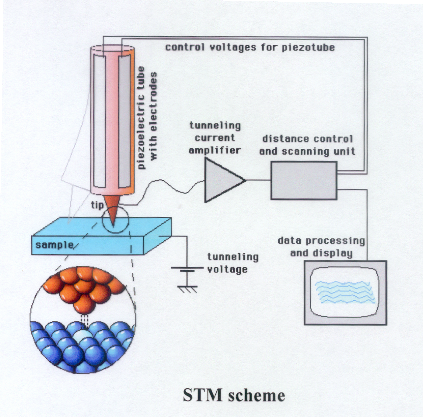 control voltages for piezotube
piezoelectric tube
with electrodes
tunneling
current
amplifier
distance control
and scanning unit
tip
sample
tunneling
voltage
data processing
and display
STM scheme